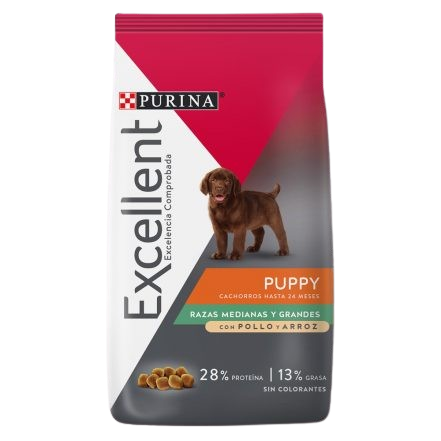 PURINA
Excellent
Excelencia Comprobada
PUPPY
CACHORROS HASTA 24 MESES
RAZAS MEDIANAS Y GRANDES
CON POLLO Y ARROZ
28% PROTEÍNA | 13% GRASA
SIN COLORANTES